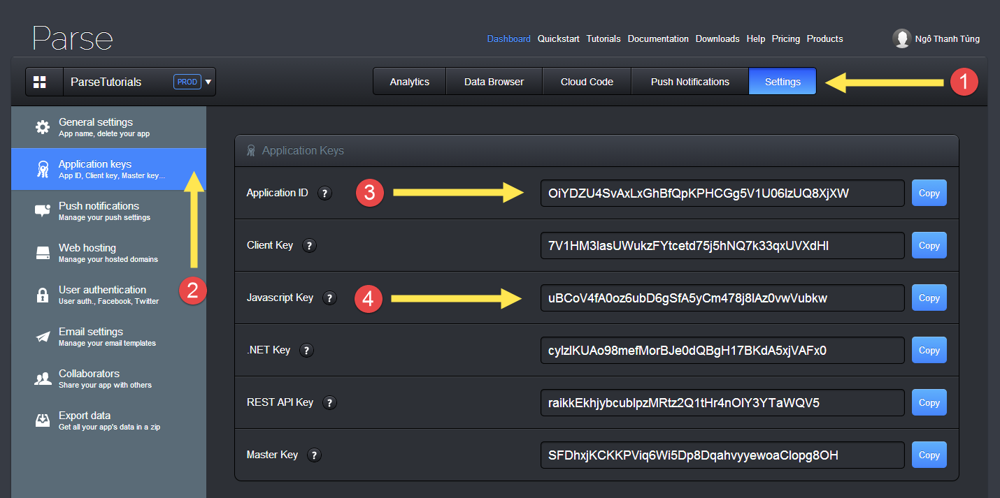 Parse
Dashboard Quickstart Tutorials Documentation Downloads Help Pricing Products
Ngô Thanh Tùng
ParseTutorials PROD
Analytics Data Browser Cloud Code Push Notifications Settings
1
General settings
App name, delete your app
Application keys
App ID, Client key, Master key...
Push notifications
Manage your push settings
Web hosting
Manage your hosted domains
2
User authentication
User auth., Facebook, Twitter
Email settings
Manage your email templates
Collaborators
Share your app with others
Export data
Get all your app's data in a zip
Application Keys
Application ID ? 3 OiYDZU4SvAxLxGhBfQpKPHCGg5V1U06lzUQ8XjXW Copy
Client Key ? 7V1HM3lasUWukzFYtcetd75j5hNQ7k33qxUVXdHI Copy
Javascript Key ? 4 uBCoV4fA0oz6ubD6gSfA5yCm478j8lAz0vwVubkw Copy
.NET Key ? cylzlKUAo98mefMorBJe0dQBgH17BKdA5xjVAFx0 Copy
REST API Key ? raikkEkhjybcublpzMRtz2Q1tHr4nOlY3YTaWQV5 Copy
Master Key ? SFDhxjKCKKPViq6Wi5Dp8DqahvyyewoaClopg8OH Copy